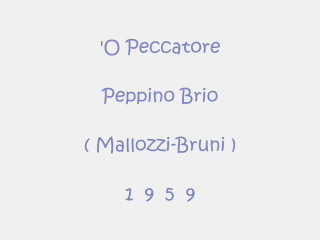 'O Peccatore
Peppino Brio
( Mallozzi-Bruni )
1 9 5 9